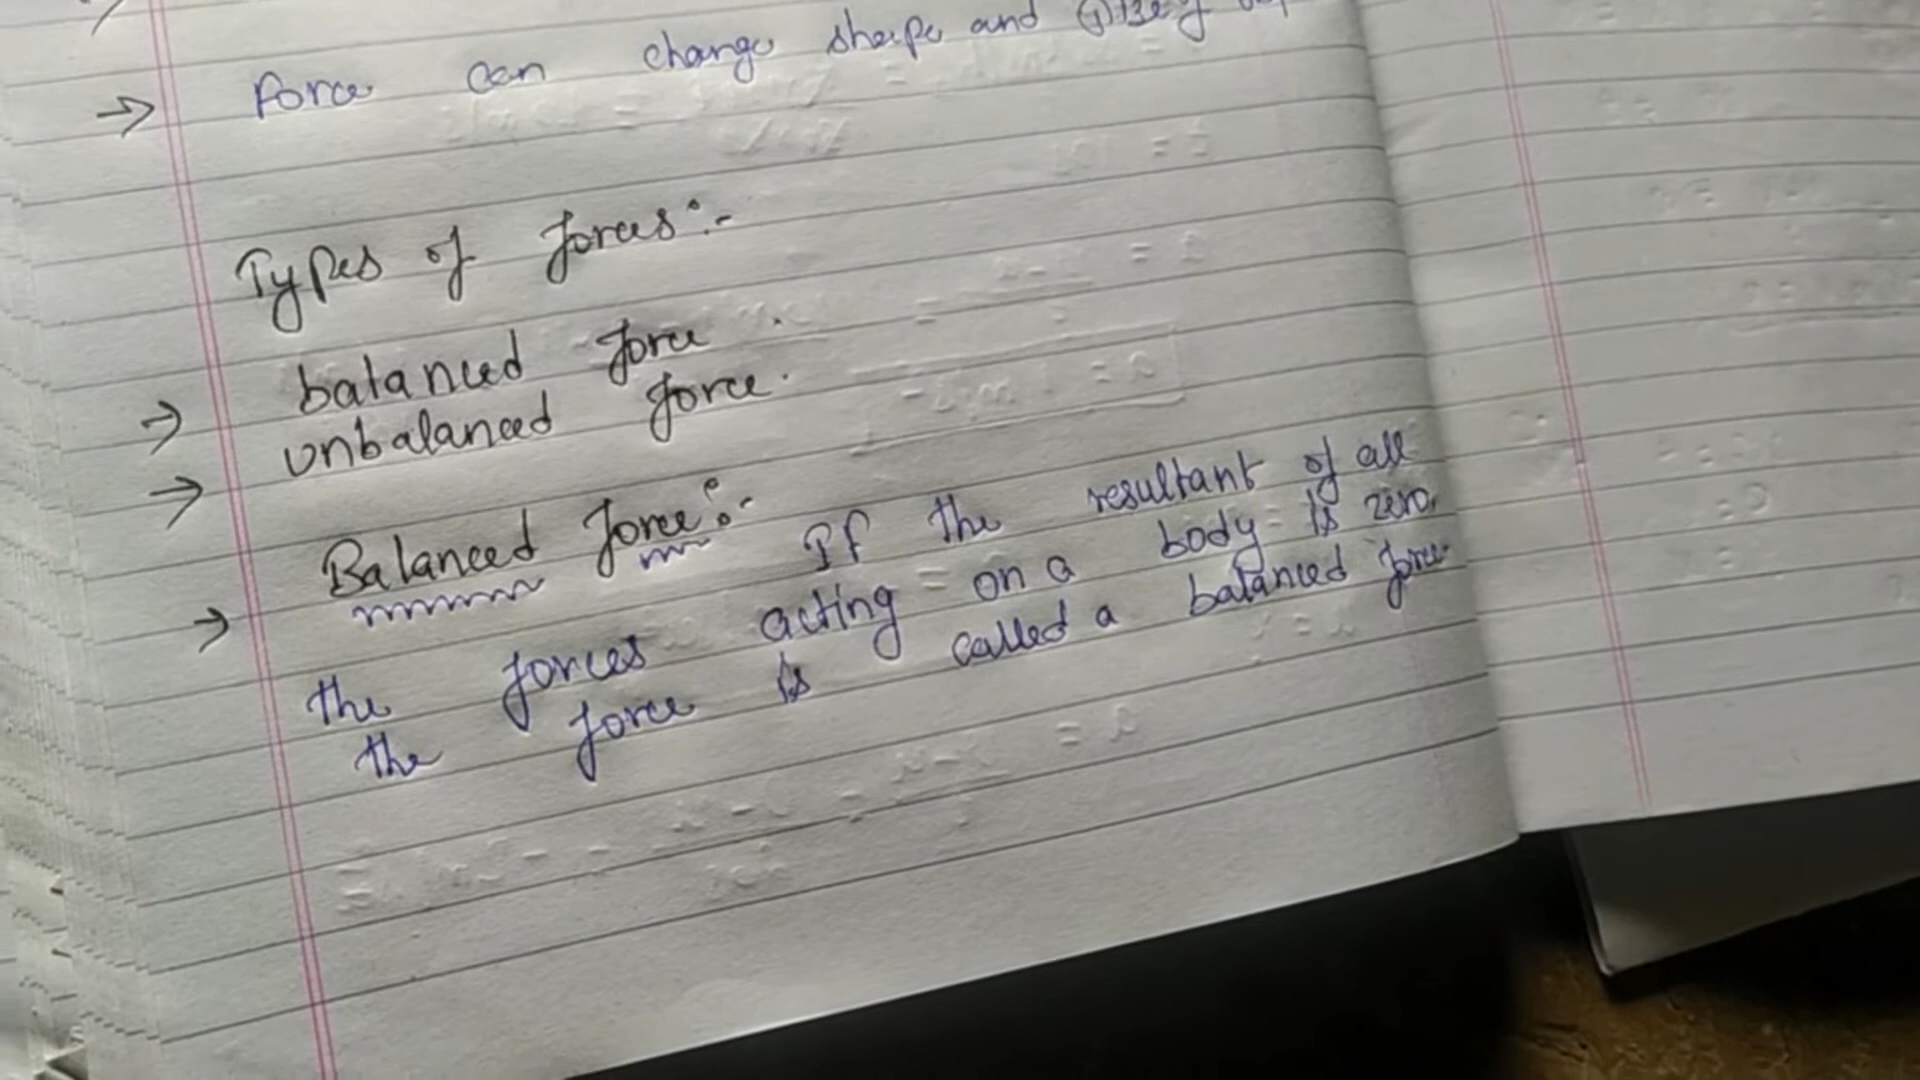 → Force can change shape and
Types of forces:-
→ balanced force
→ unbalanced force.
→ Balanced force:- If the resultant of all
the forces acting on a body is zero,
the force is called a balanced force